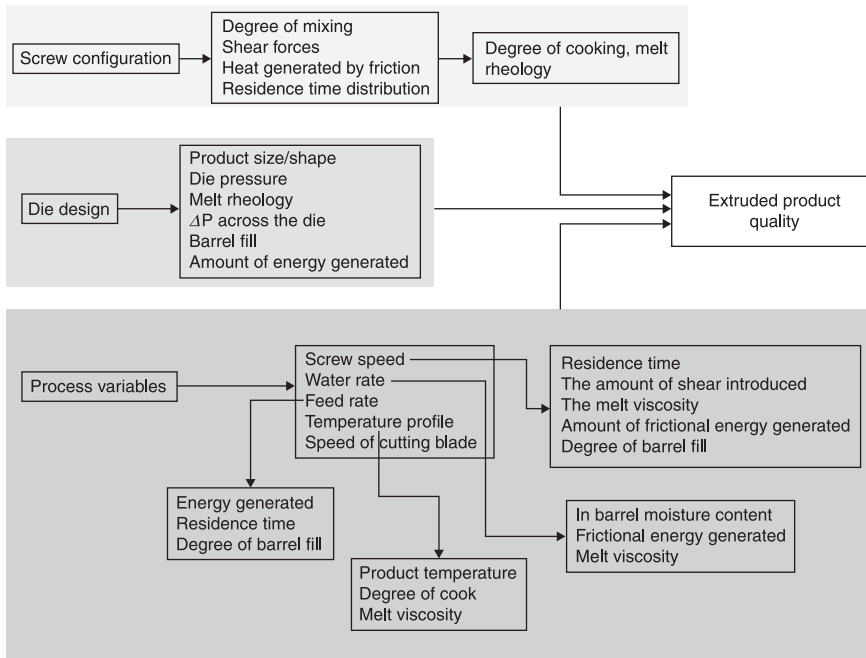 Screw configuration
Degree of mixing
Shear forces
Heat generated by friction
Residence time distribution
Degree of cooking, melt
rheology
Die design
Product size/shape
Die pressure
Melt rheology
ΔP across the die
Barrel fill
Amount of energy generated
Extruded product
quality
Process variables
Screw speed
Water rate
Feed rate
Temperature profile
Speed of cutting blade
Residence time
The amount of shear introduced
The melt viscosity
Amount of frictional energy generated
Degree of barrel fill
Energy generated
Residence time
Degree of barrel fill
In barrel moisture content
Frictional energy generated
Melt viscosity
Product temperature
Degree of cook
Melt viscosity